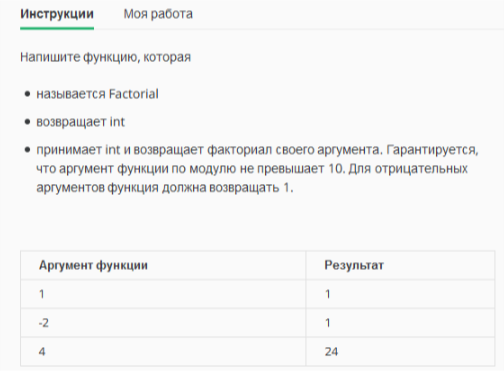 Инструкции Моя работа
Напишите функцию, которая
• называется Factorial
• возвращает int
• принимает int и возвращает факториал своего аргумента. Гарантируется,
что аргумент функции по модулю не превышает 10. Для отрицательных
аргументов функция должна возвращать 1.
Аргумент функции Результат
1 1
-2 1
4 24